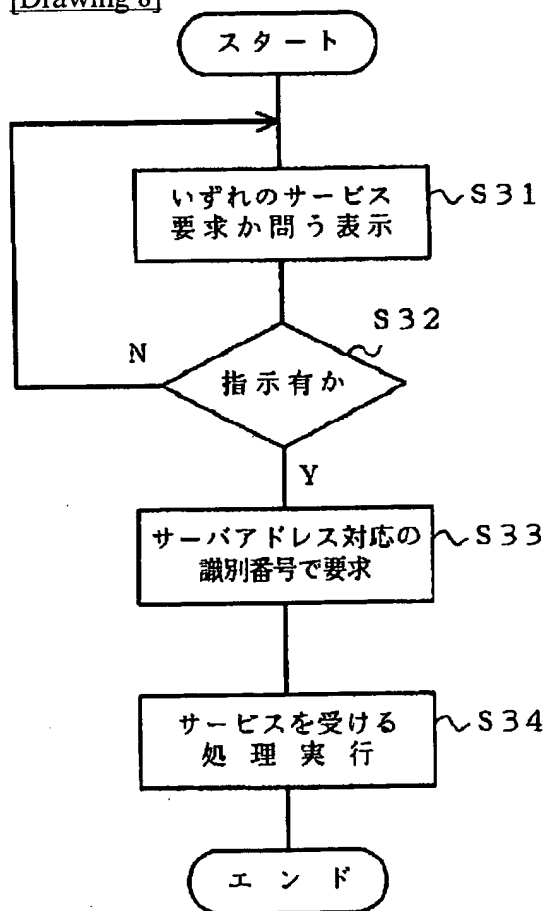 [Drawing 8]
スタート
いずれのサービス
要求か問う表示
S31
S32
N
指示有か
Y
サーバアドレス対応の
識別番号で要求
S33
サービスを受ける
処理実行
S34
エンド